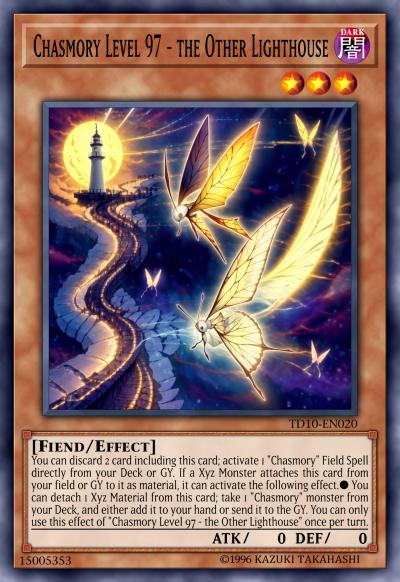 Chasmory Level 97 - the Other Lighthouse
DARK
闇
TD10-EN020
[Fiend/Effect]
You can discard 2 card including this card; activate 1 "Chasmory" Field Spell
directly from your Deck or GY. If a Xyz Monster attaches this card from
your field or GY to it as material, it can activate the following effect.● You
can detach 1 Xyz Material from this card; take 1 "Chasmory" monster from
your Deck, and either add it to your hand or send it to the GY. You can only
use this effect of "Chasmory Level 97 - the Other Lighthouse" once per turn.
ATK/ 0 DEF/ 0
15005353
©1996 KAZUKI TAKAHASHI